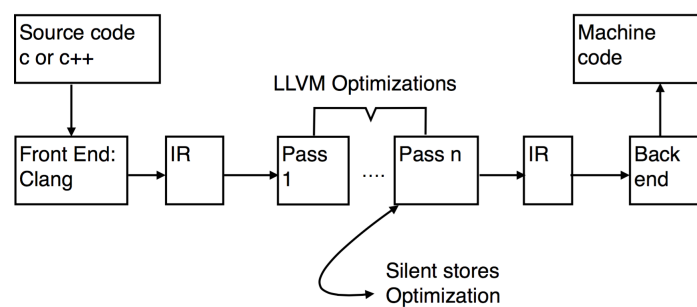 Source code
c or c++
Machine
code
LLVM Optimizations
Front End:
Clang
IR
Pass
1
....
Pass n
IR
Back
end
Silent stores
Optimization